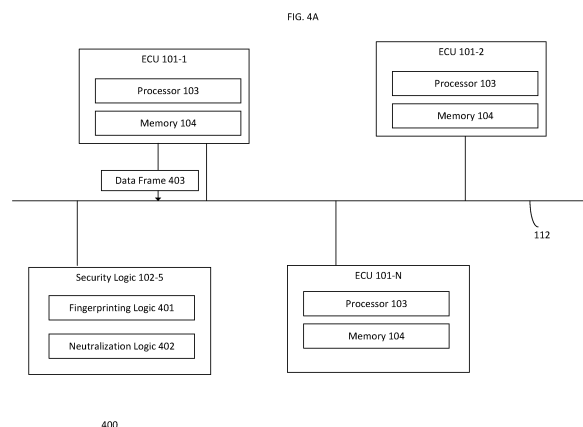 FIG. 4A
ECU 101-1
Processor 103
Memory 104
ECU 101-2
Processor 103
Memory 104
Data Frame 403
112
Security Logic 102-5
Fingerprinting Logic 401
Neutralization Logic 402
ECU 101-N
Processor 103
Memory 104
400